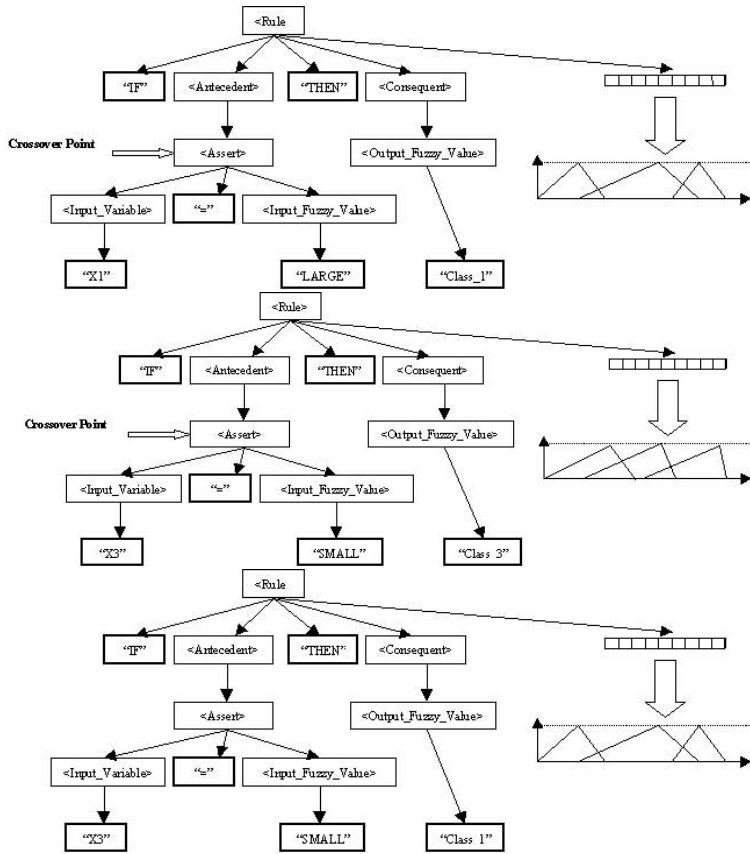 <Rule
“IF” <Antecedent> “THEN” <Consequent>
Crossover Point
<Assert> <Output_Fuzzy_Value>
<Input_Variable> “=” <Input_Fuzzy_Value>
“X1” “LARGE” “Class_1”
<Rule>
“IF” <Antecedent> “THEN” <Consequent>
Crossover Point
<Assert> <Output_Fuzzy_Value>
<Input_Variable> “=” <Input_Fuzzy_Value>
“X3” “SMALL” “Class 3”
<Rule
“IF” <Antecedent> “THEN” <Consequent>
<Assert> <Output_Fuzzy_Value>
<Input_Variable> “=” <Input_Fuzzy_Value>
“X3” “SMALL” “Class 1”